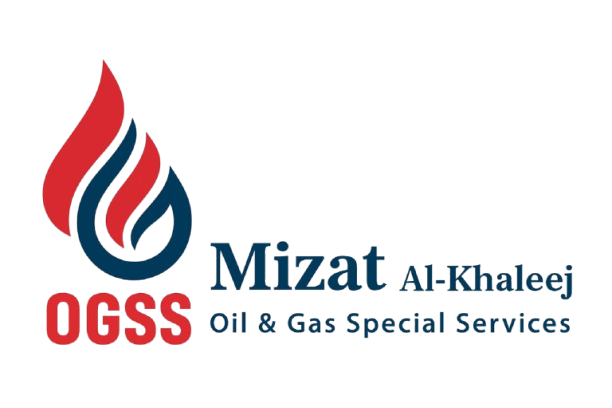 Mizat Al-Khaleej
OGSS
Oil & Gas Special Services